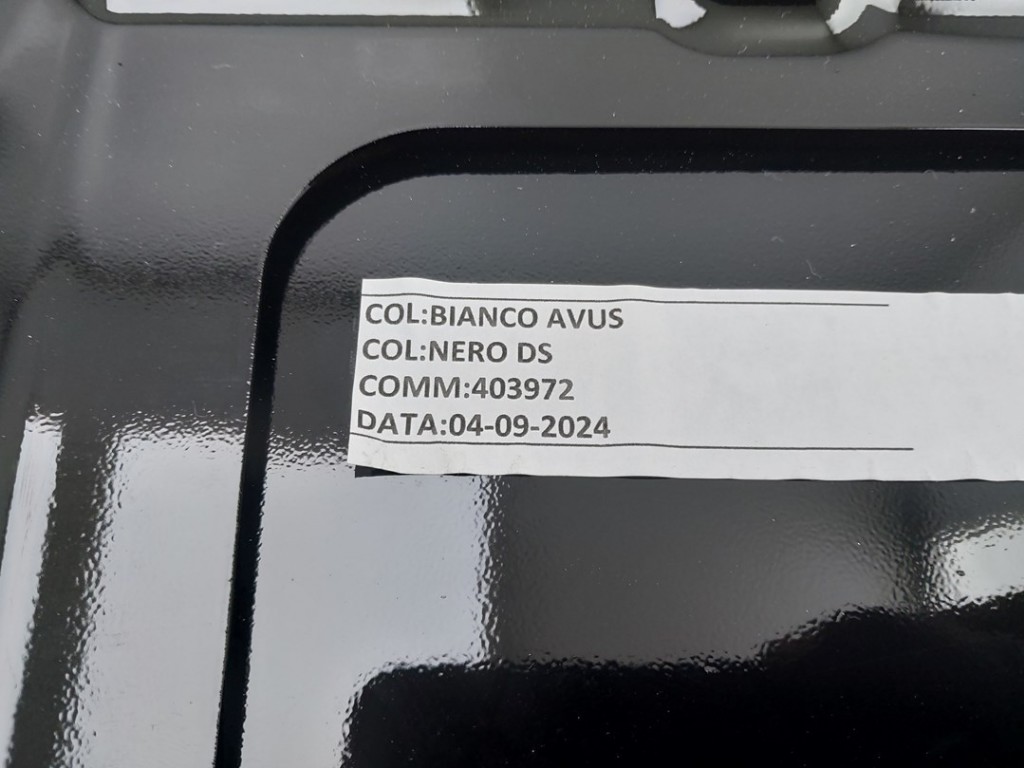 COL:BIANCO AVUS
COL:NERO DS
COMM:403972
DATA:04-09-2024